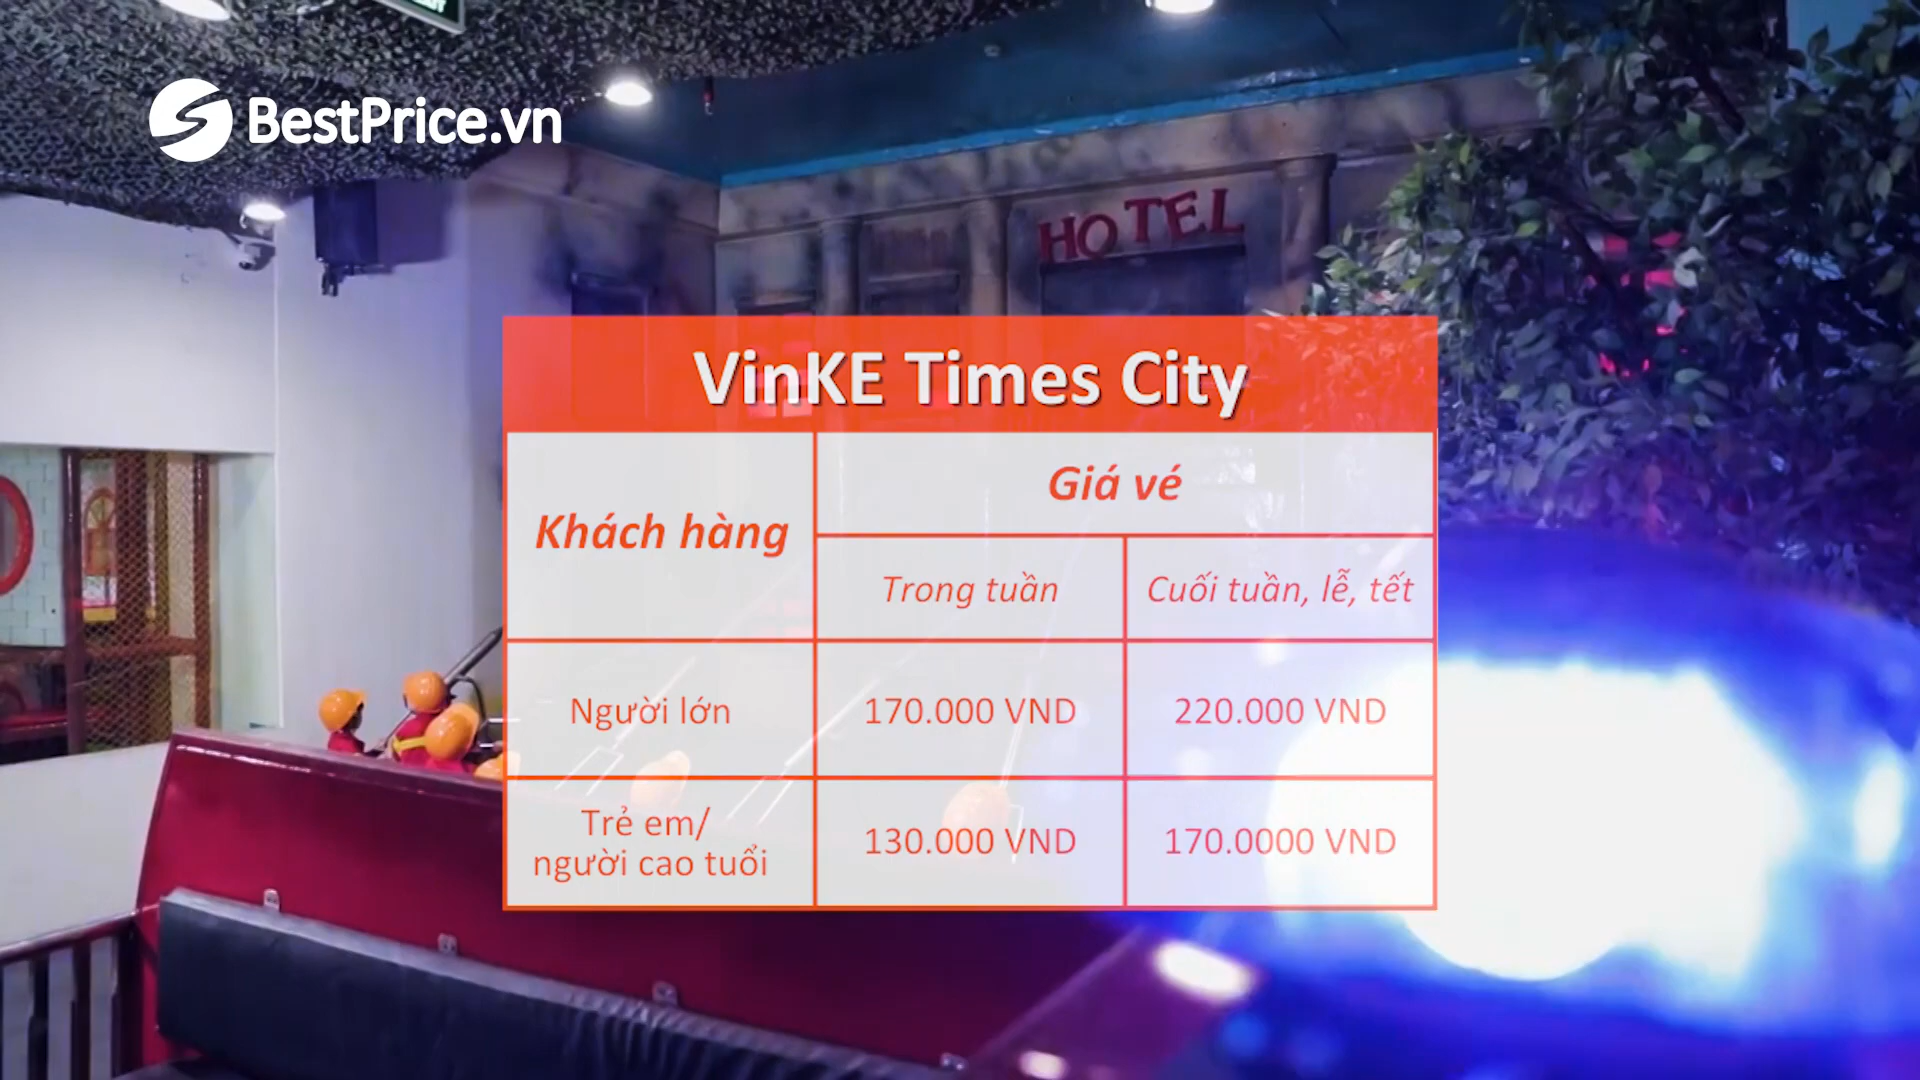 BestPrice.vn
HOTEL
VinKE Times City
Khách hàng
Giá vé
Trong tuần
Cuối tuần, lễ, tết
Người lớn
170.000 VND
220.000 VND
Trẻ em/
người cao tuổi
130.000 VND
170.0000 VND